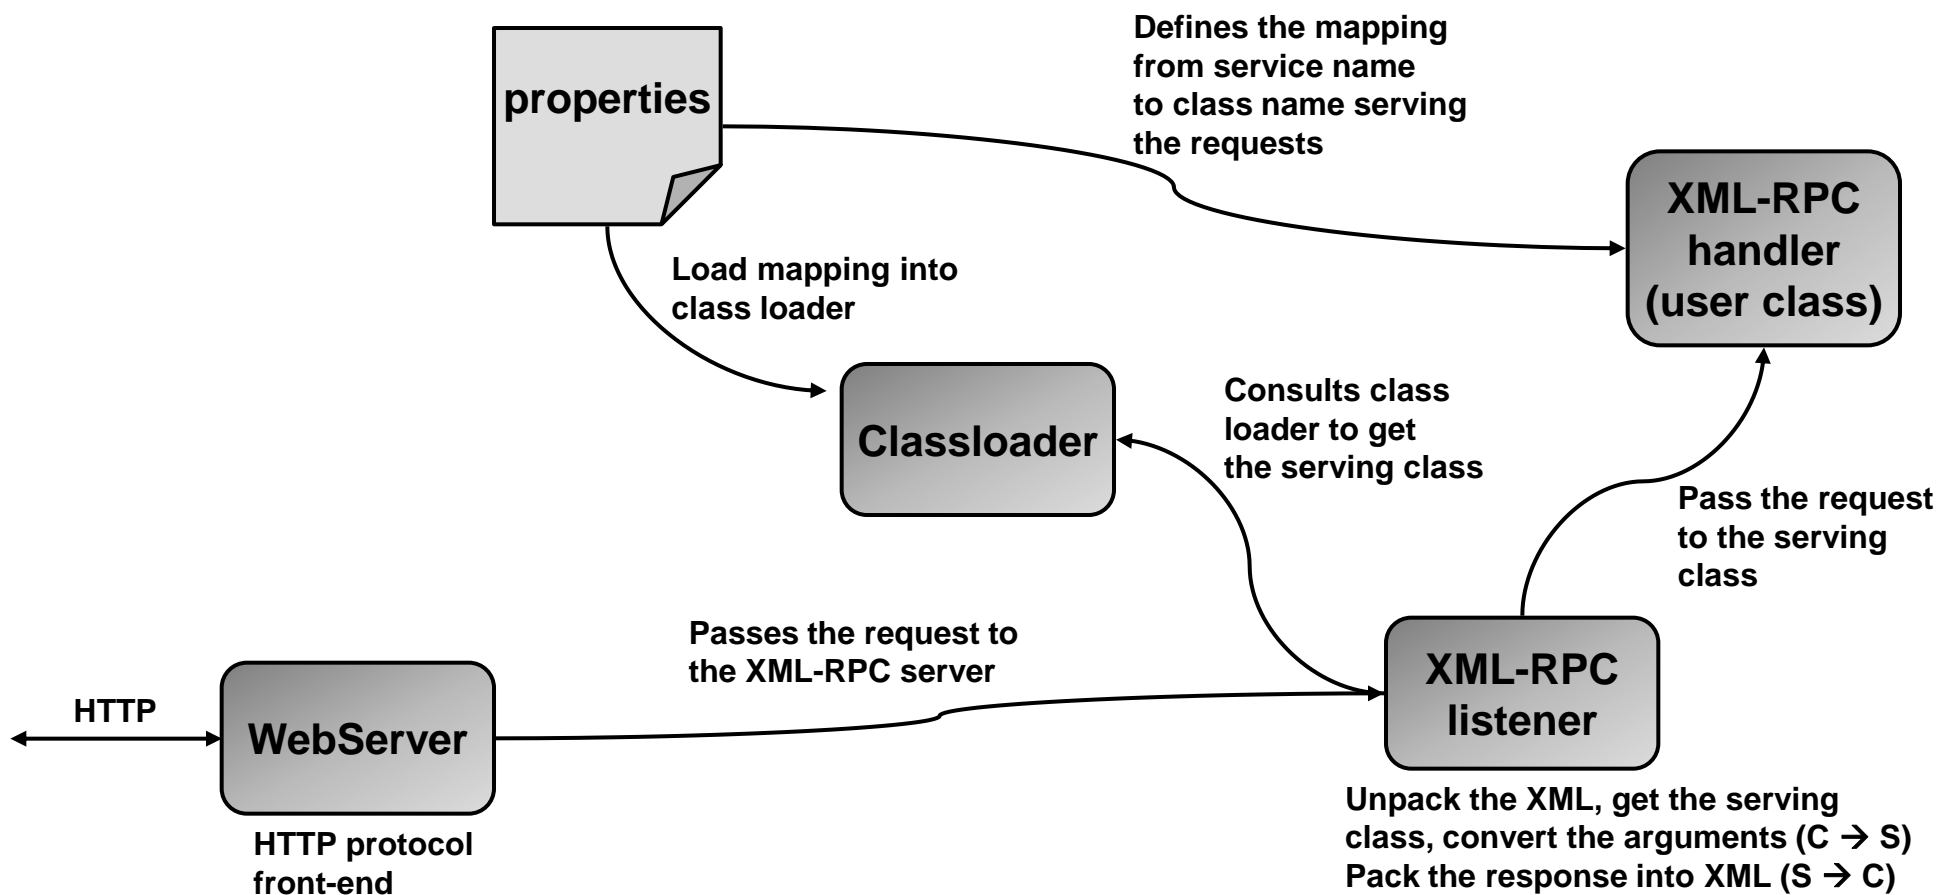 properties
Defines the mapping
from service name
to class name serving
the requests
XML-RPC
handler
(user class)
Load mapping into
class loader
Classloader
Consults class
loader to get
the serving class
Pass the request
to the serving
class
Passes the request to
the XML-RPC server
HTTP
WebServer
HTTP protocol
front-end
XML-RPC
listener
Unpack the XML, get the serving
class, convert the arguments (C → S)
Pack the response into XML (S → C)